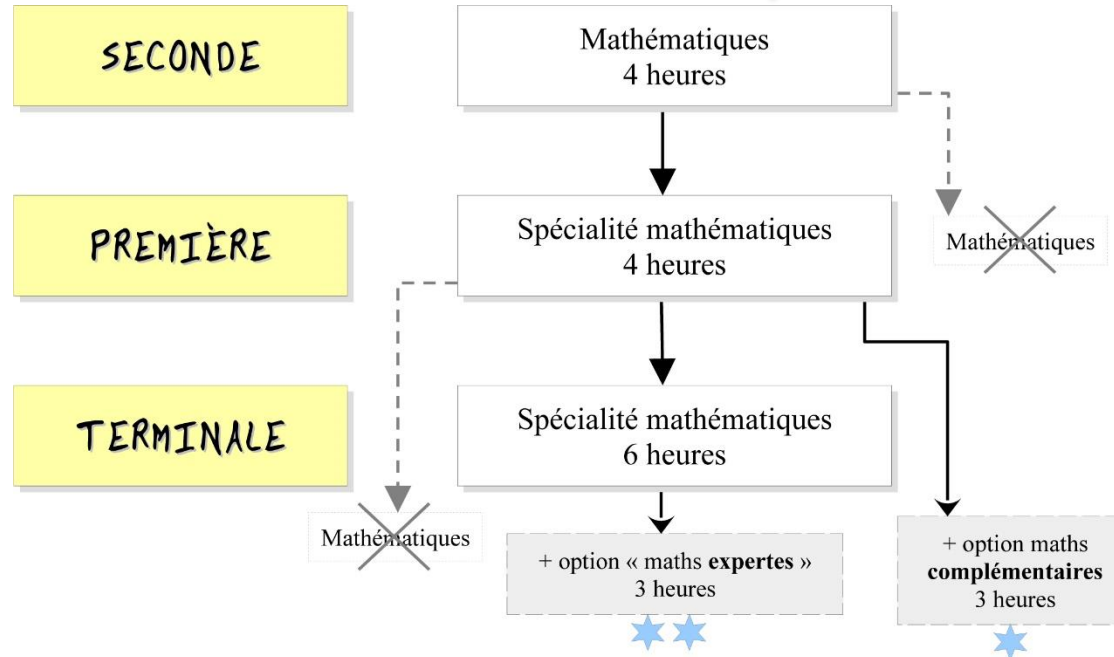 SECONDE
Mathématiques
4 heures
PREMIÈRE
Spécialité mathématiques
4 heures
Mathématiques
TERMINALE
Spécialité mathématiques
6 heures
Mathématiques
+ option « maths expertes »
3 heures
+ option maths
complémentaires
3 heures